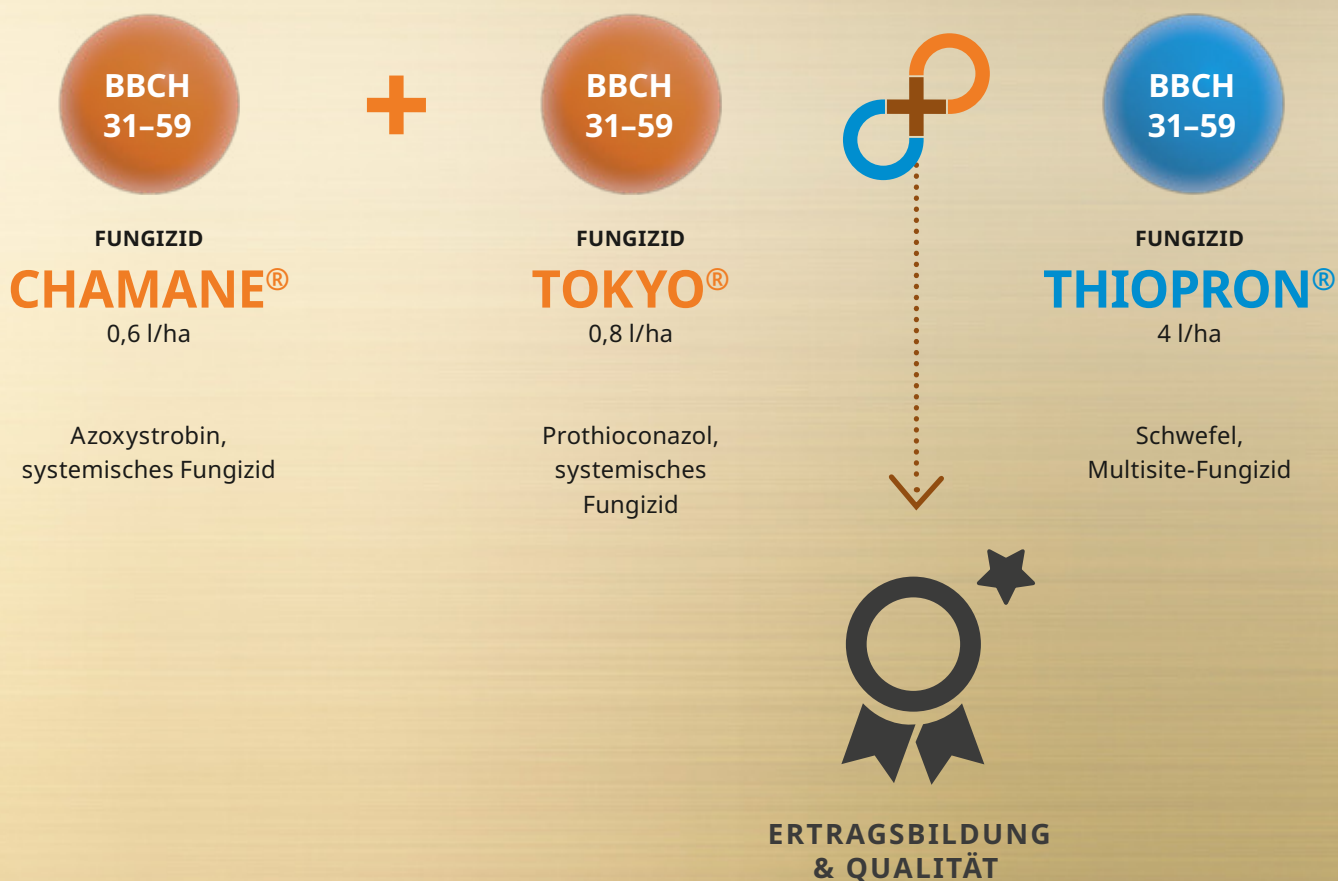 BBCH
31–59
FUNGIZID
CHAMANE®
0,6 l/ha
Azoxystrobin,
systemisches Fungizid
BBCH
31–59
FUNGIZID
TOKYO®
0,8 l/ha
Prothioconazol,
systemisches
Fungizid
BBCH
31–59
FUNGIZID
THIOPRON®
4 l/ha
Schwefel,
Multisite-Fungizid
ERTRAGSBILDUNG
& QUALITÄT